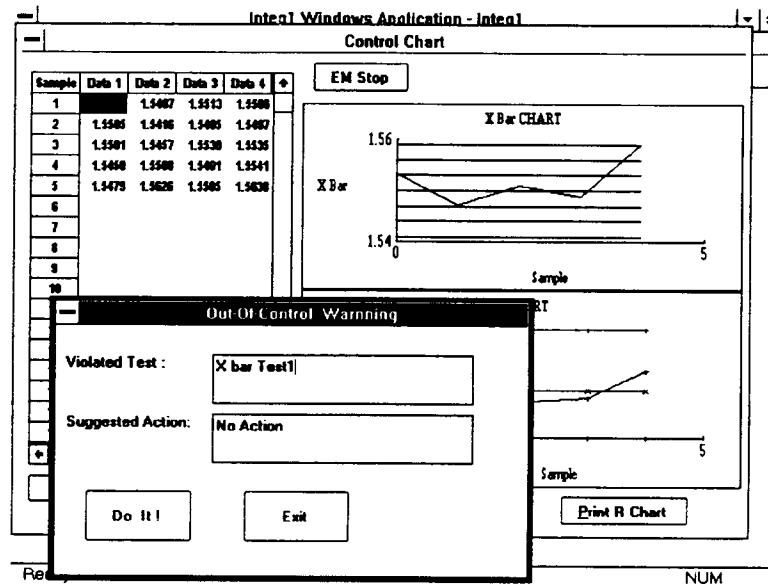 Integ1 Windows Application - Integ1
Control Chart
EM Stop
Sample Data 1 Data 2 Data 3 Data 4
1 1.5487 1.5513 1.5506
2 1.5505 1.5416 1.5485 1.5487
3 1.5501 1.5457 1.5530 1.5535
4 1.5450 1.5508 1.5481 1.5541
5 1.5479 1.5626 1.5585 1.5630
6
7
8
9
10
X Bar CHART
1.56
X Bar
1.54
0
5
Sample
RT
5
Sample
Print R Chart
Out-Of-Control Warnning
Violated Test :
X bar Test1
Suggested Action:
No Action
Do It !
Exit
NUM